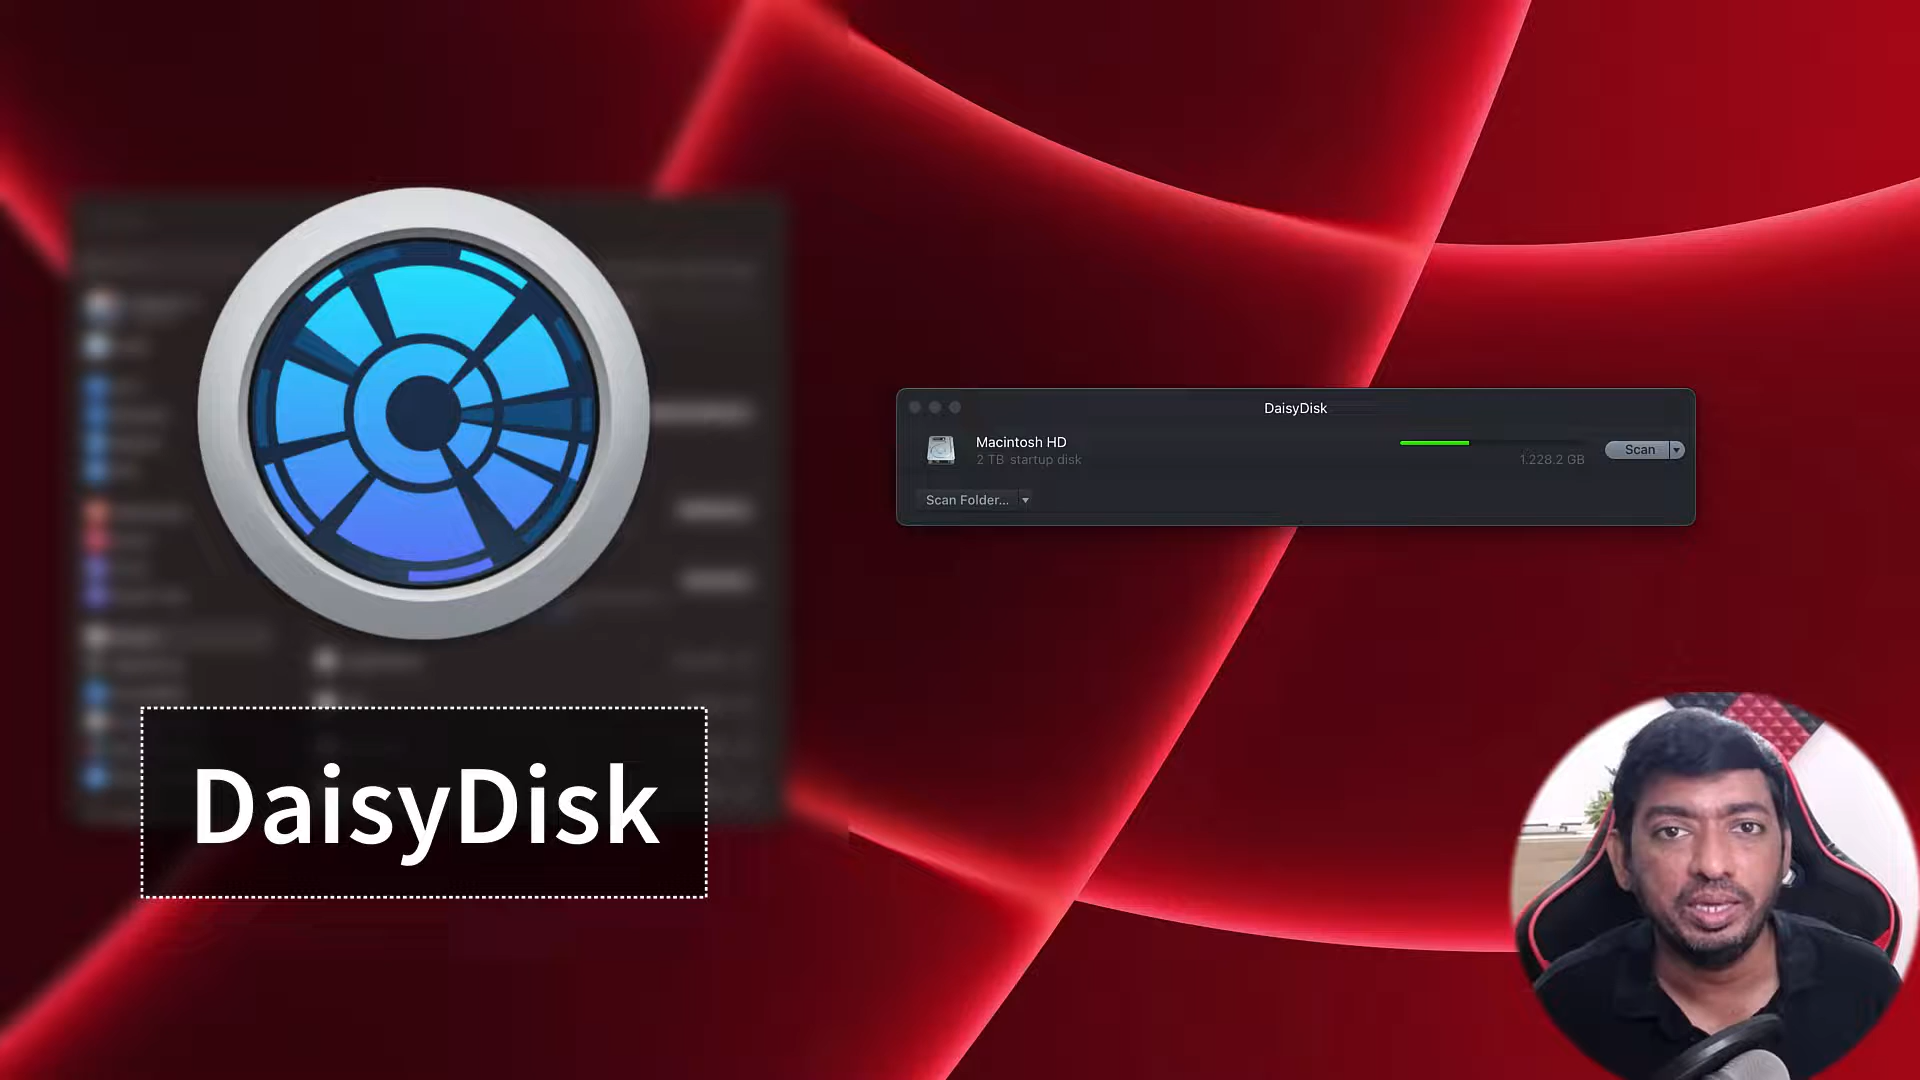 DaisyDisk
DaisyDisk
Macintosh HD
2 TB startup disk
1.228.2 GB
Scan
Scan Folder...